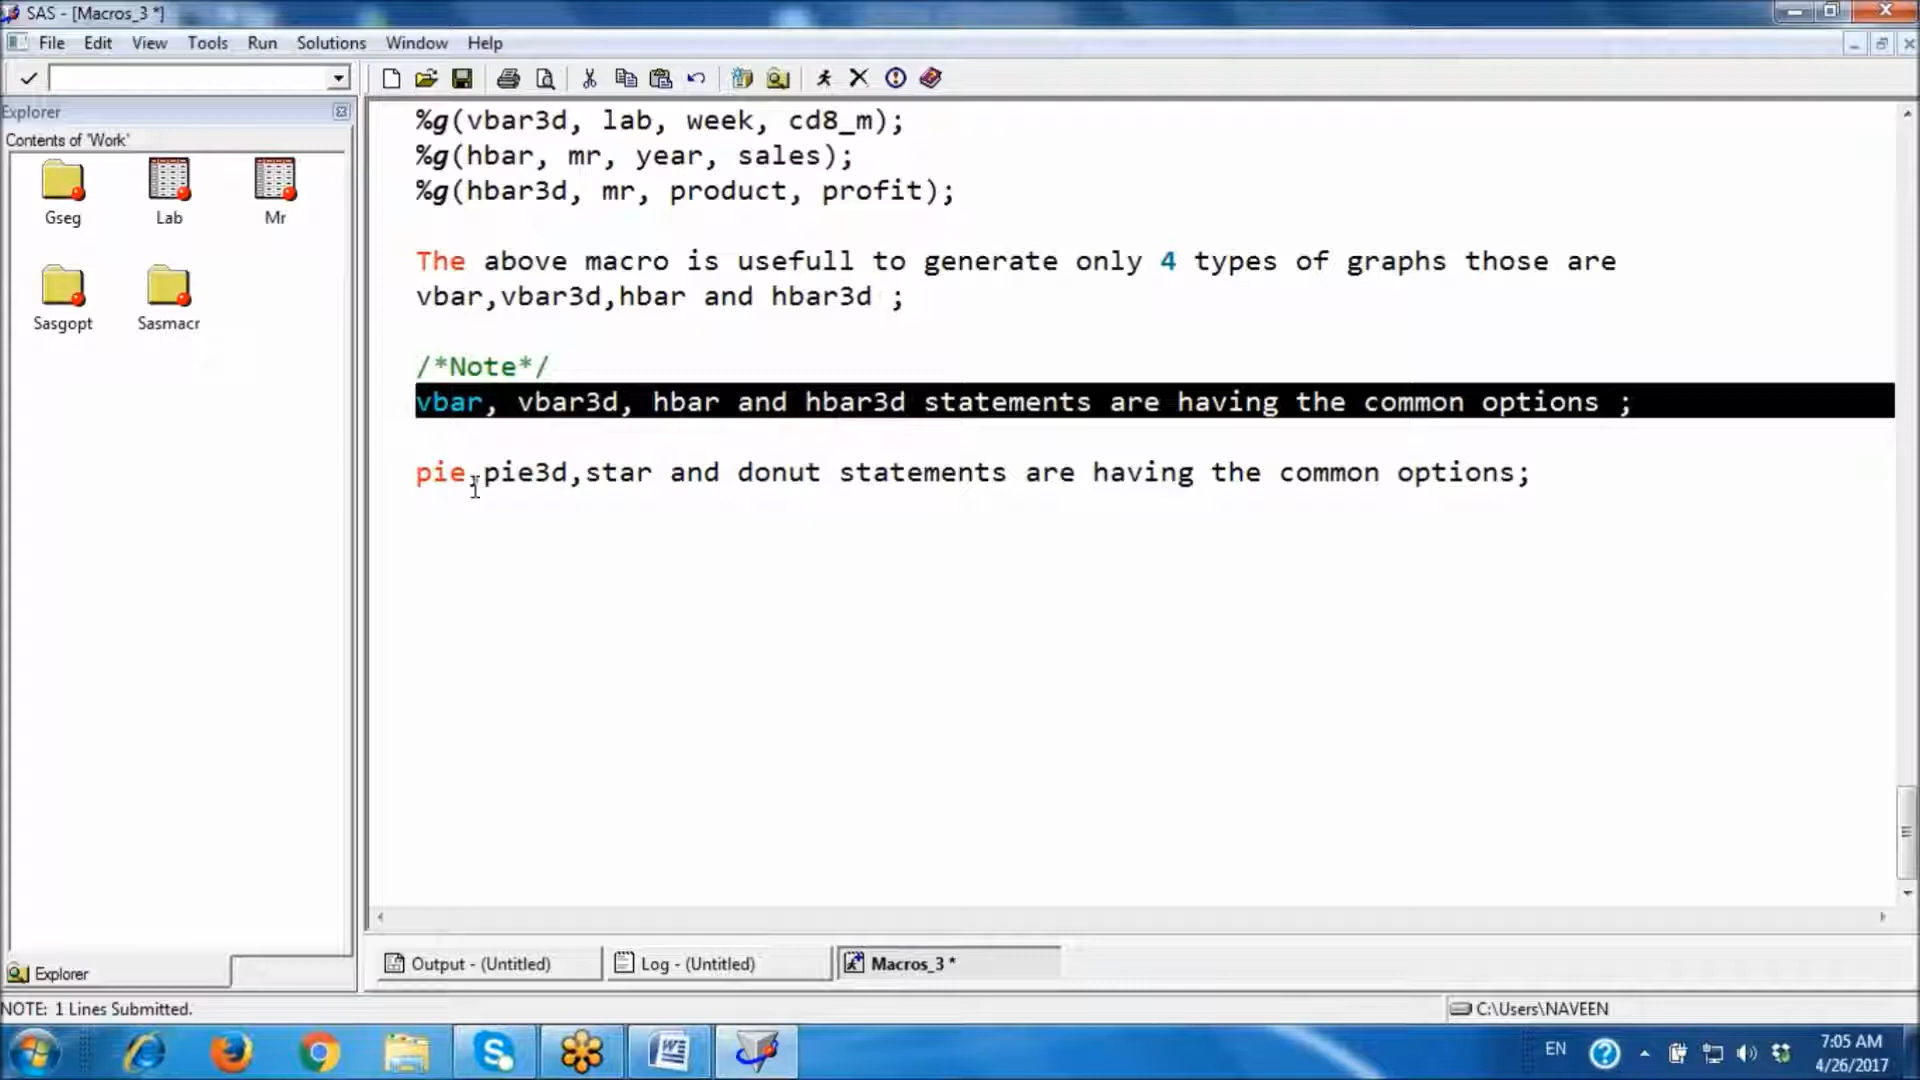 SAS - [Macros_3 *]
File Edit View Tools Run Solutions Window Help
Explorer
Contents of 'Work'
Gseg Lab Mr
Sasgopt Sasmacr
%g(vbar3d, lab, week, cd8_m);
%g(hbar, mr, year, sales);
%g(hbar3d, mr, product, profit);
The above macro is usefull to generate only 4 types of graphs those are
vbar,vbar3d,hbar and hbar3d ;
/*Note*/
vbar, vbar3d, hbar and hbar3d statements are having the common options ;
pie,pie3d,star and donut statements are having the common options;
Explorer
Output - (Untitled) Log - (Untitled) Macros_3 *
NOTE: 1 Lines Submitted.
C:\Users\NAVEEN
EN
7:05 AM
4/26/2017